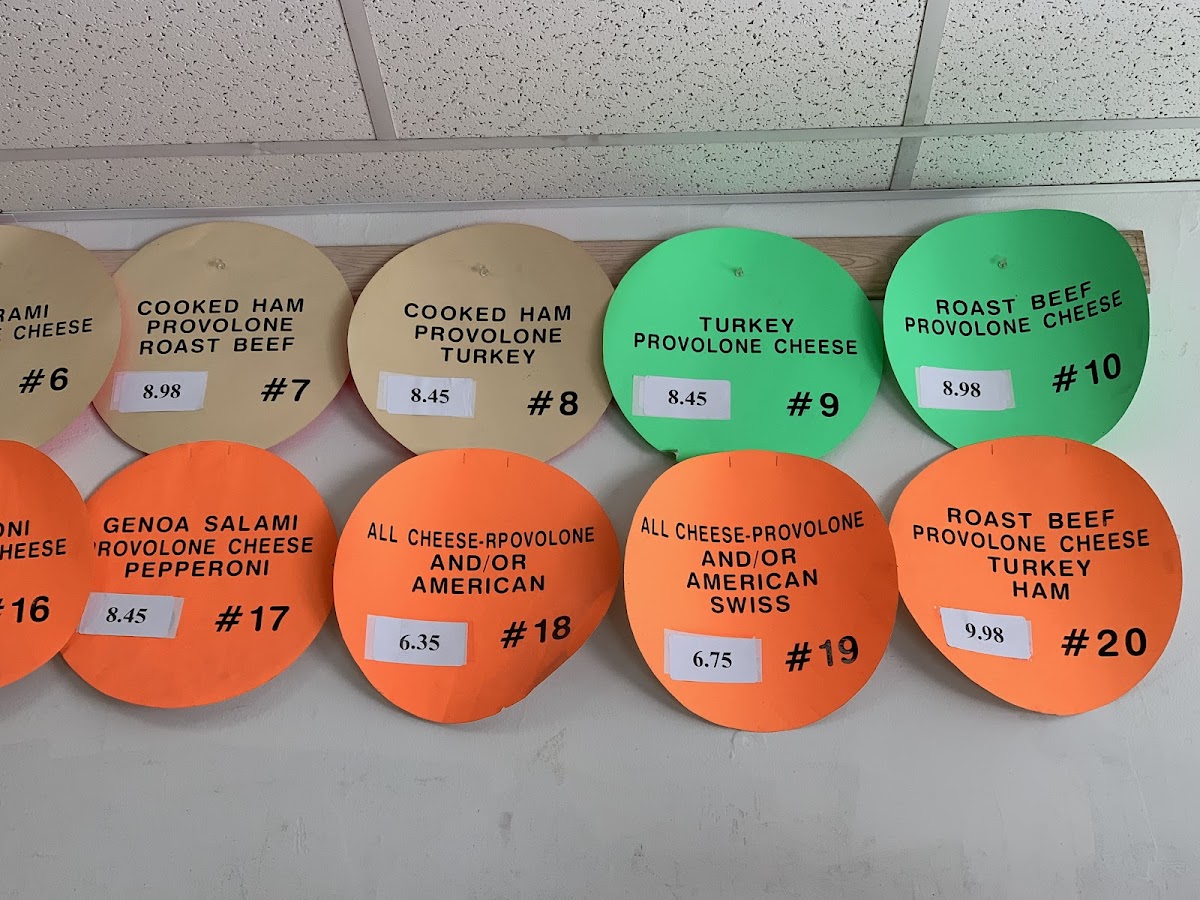 CHEESE
#6
COOKED HAM
PROVOLONE
ROAST BEEF
8.98
#7
COOKED HAM
PROVOLONE
TURKEY
8.45
#8
TURKEY
PROVOLONE CHEESE
8.45
#9
ROAST BEEF
PROVOLONE CHEESE
8.98
#10
#16
GENOA SALAMI
ROVOLONE CHEESE
PEPPERONI
8.45
#17
ALL CHEESE-RPOVOLONE
AND/OR
AMERICAN
6.35
#18
ALL CHEESE-PROVOLONE
AND/OR
AMERICAN
SWISS
6.75
#19
ROAST BEEF
PROVOLONE CHEESE
TURKEY
HAM
9.98
#20